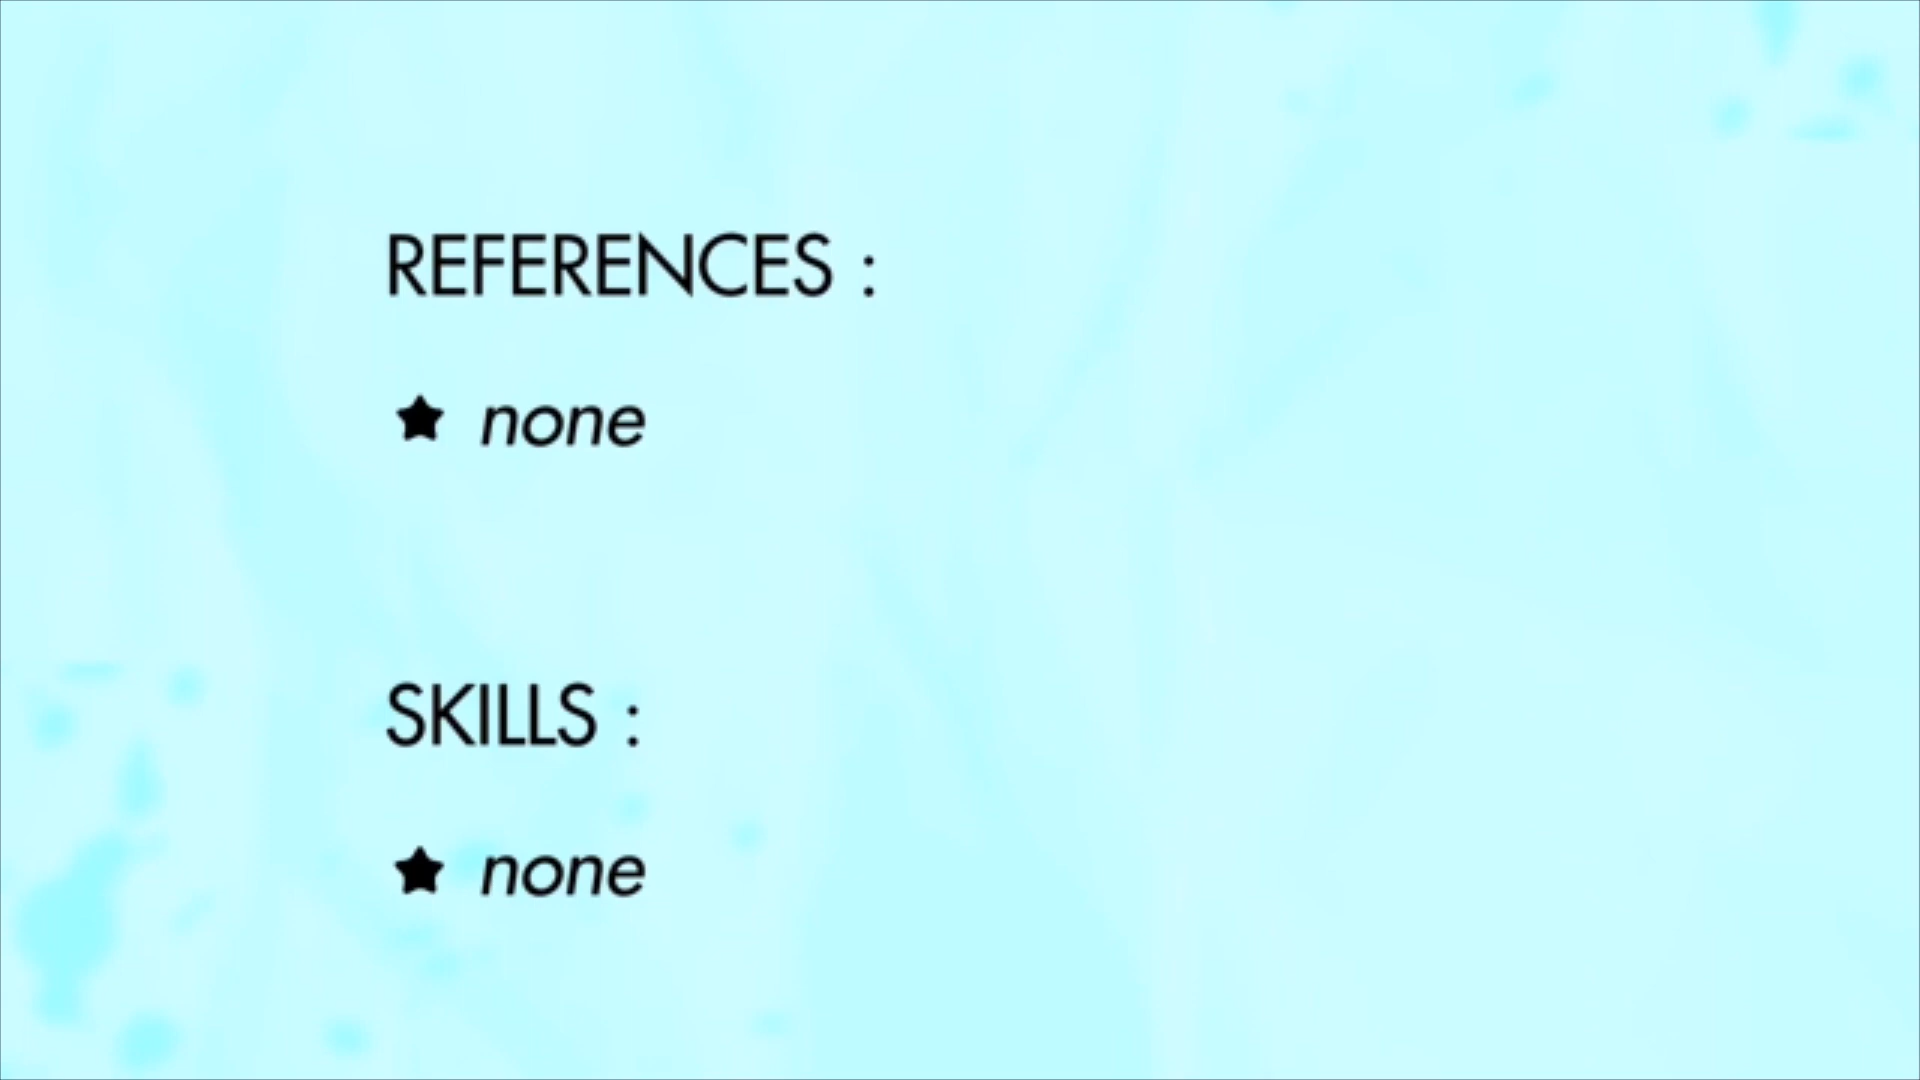 REFERENCES :
★ none
SKILLS :
★ none